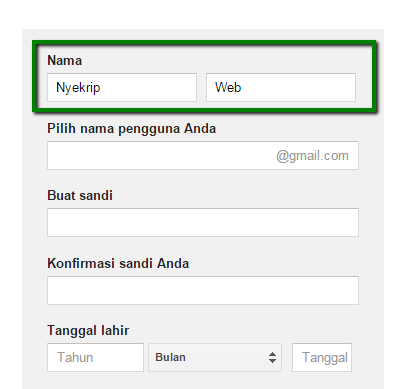 Nama
Nyekrip Web
Pilih nama pengguna Anda
@gmail.com
Buat sandi
Konfirmasi sandi Anda
Tanggal lahir
Tahun Bulan Tanggal